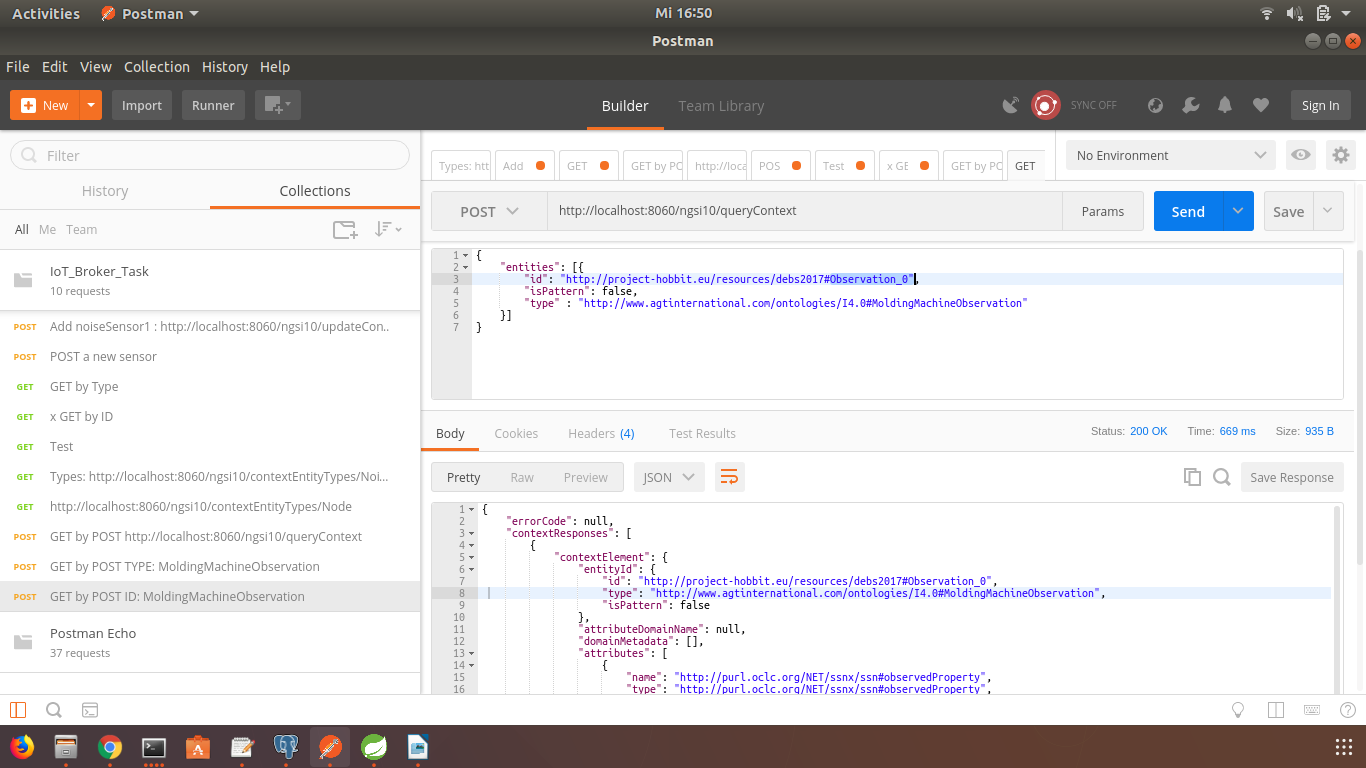 Activities Postman Mi 16:50
Postman
File Edit View Collection History Help
New Import Runner Builder Team Library SYNC OFF Sign In
Filter
History Collections
All Me Team
IoT_Broker_Task
10 requests
POST Add noiseSensor1 : http://localhost:8060/ngsi10/updateCon..
POST POST a new sensor
GET GET by Type
GET x GET by ID
GET Test
GET Types: http://localhost:8060/ngsi10/contextEntityTypes/Noi...
GET http://localhost:8060/ngsi10/contextEntityTypes/Node
POST GET by POST http://localhost:8060/ngsi10/queryContext
POST GET by POST TYPE: MoldingMachineObservation
POST GET by POST ID: MoldingMachineObservation
Postman Echo
37 requests
Types: htt Add GET GET by PC http://loca POS Test x GE GET by PC GET
No Environment
POST http://localhost:8060/ngsi10/queryContext Params Send Save
1 {
2 "entities": [{
3 "id": "http://project-hobbit.eu/resources/debs2017#Observation_0",
4 "isPattern": false,
5 "type" : "http://www.agtinternational.com/ontologies/I4.0#MoldingMachineObservation"
6 }]
7 }
Body Cookies Headers (4) Test Results Status: 200 OK Time: 669 ms Size: 935 B
Pretty Raw Preview JSON Save Response
1 {
2 "errorCode": null,
3 "contextResponses": [
4 {
5 "contextElement": {
6 "entityId": {
7 "id": "http://project-hobbit.eu/resources/debs2017#Observation_0",
8 "type": "http://www.agtinternational.com/ontologies/I4.0#MoldingMachineObservation",
9 "isPattern": false
10 },
11 "attributeDomainName": null,
12 "domainMetadata": [],
13 "attributes": [
14 {
15 "name": "http://purl.oclc.org/NET/ssnx/ssn#observedProperty",
16 "type": "http://purl.oclc.org/NET/ssnx/ssn#observedProperty",